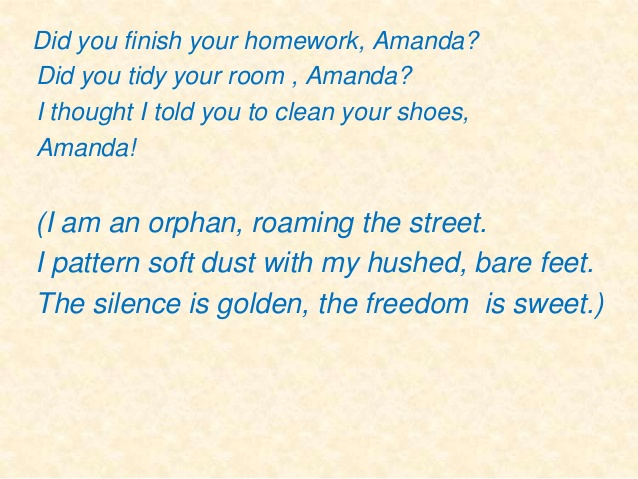 Did you finish your homework, Amanda?
Did you tidy your room , Amanda?
I thought I told you to clean your shoes,
Amanda!
(I am an orphan, roaming the street.
I pattern soft dust with my hushed, bare feet.
The silence is golden, the freedom  is sweet.)